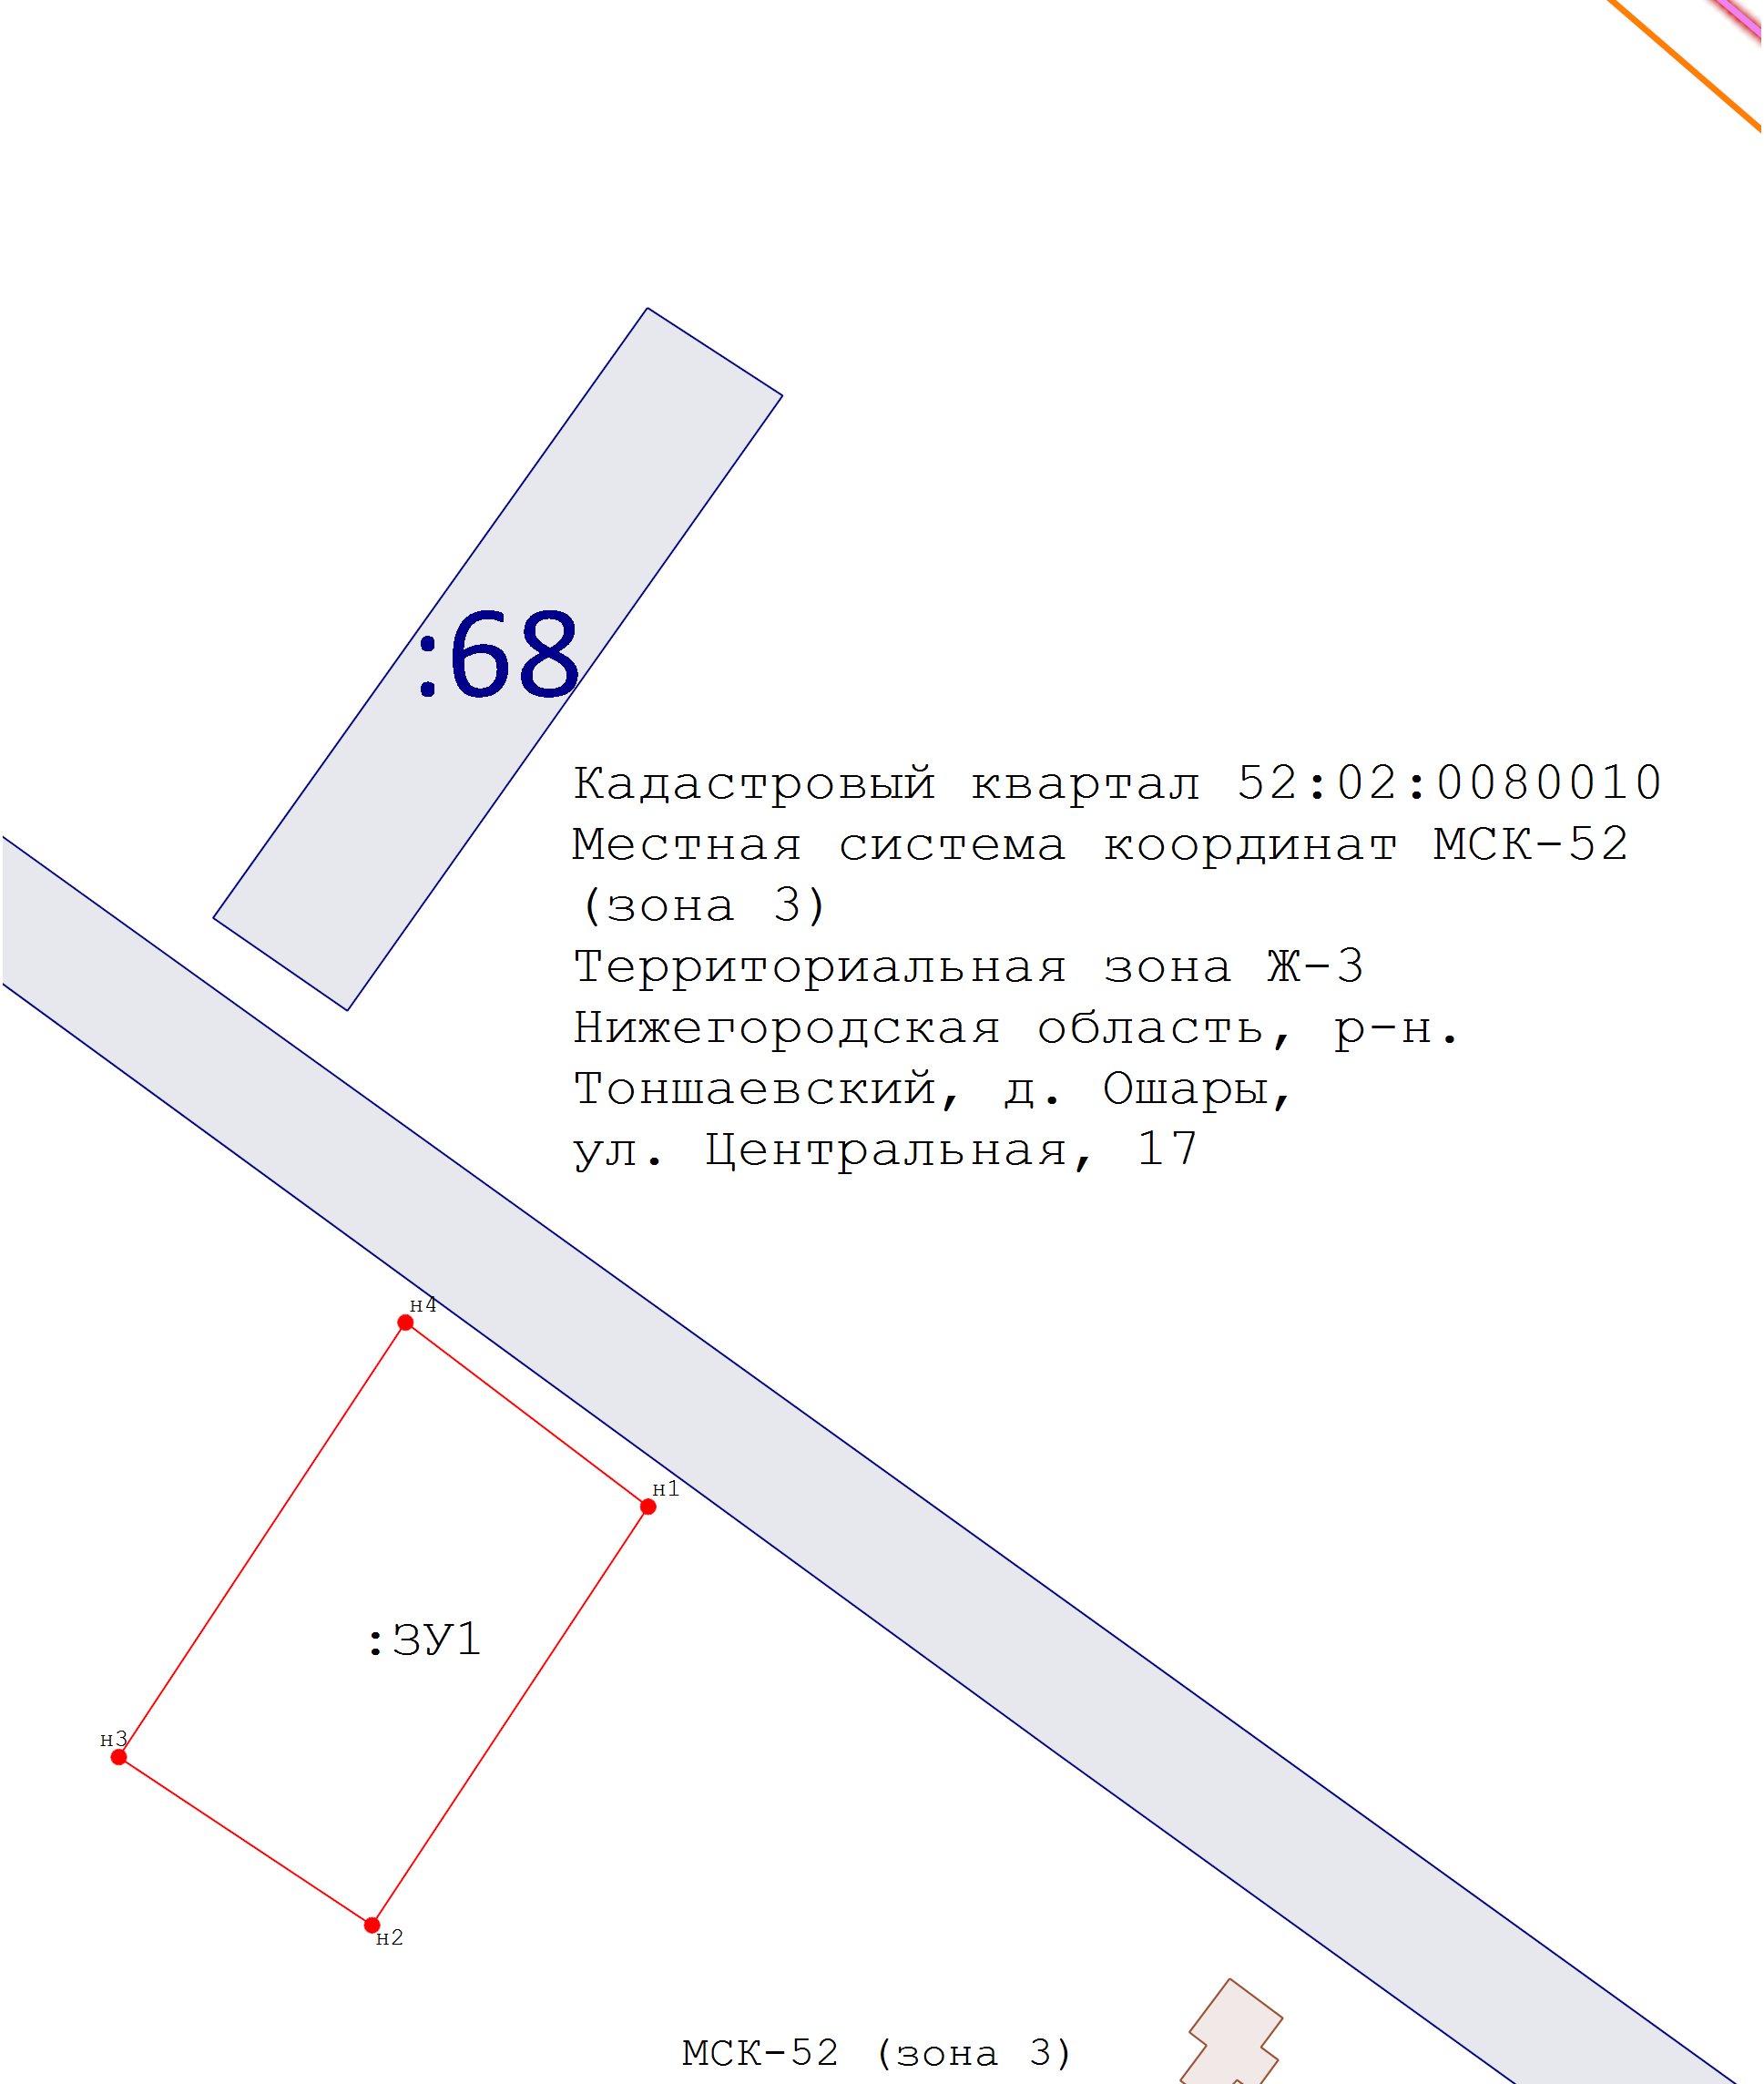 :68
Кадастровый квартал 52:02:0080010
Местная система координат МСК-52
(зона 3)
Территориальная зона Ж-3
Нижегородская область, р-н.
Тоншаевский, д. Ошары,
ул. Центральная, 17
н4
н1
:ЗУ1
н3
н2
МСК-52 (зона 3)